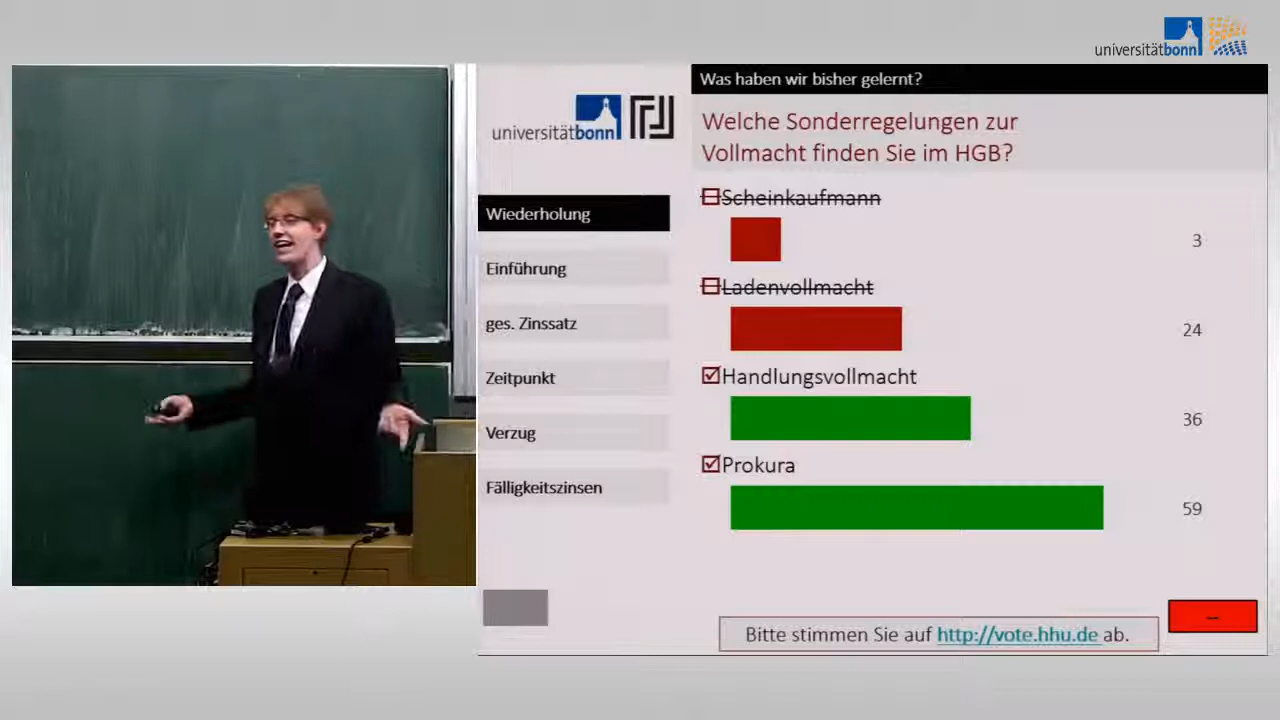 universitätbonn
Was haben wir bisher gelernt?
universitätbonn
Welche Sonderregelungen zur
Vollmacht finden Sie im HGB?
Wiederholung
Einführung
ges. Zinssatz
Zeitpunkt
Verzug
Fälligkeitszinsen
Scheinkaufmann
3
Ladenvollmacht
24
Handlungsvollmacht
36
Prokura
59
Bitte stimmen Sie auf http://vote.hhu.de ab.
--